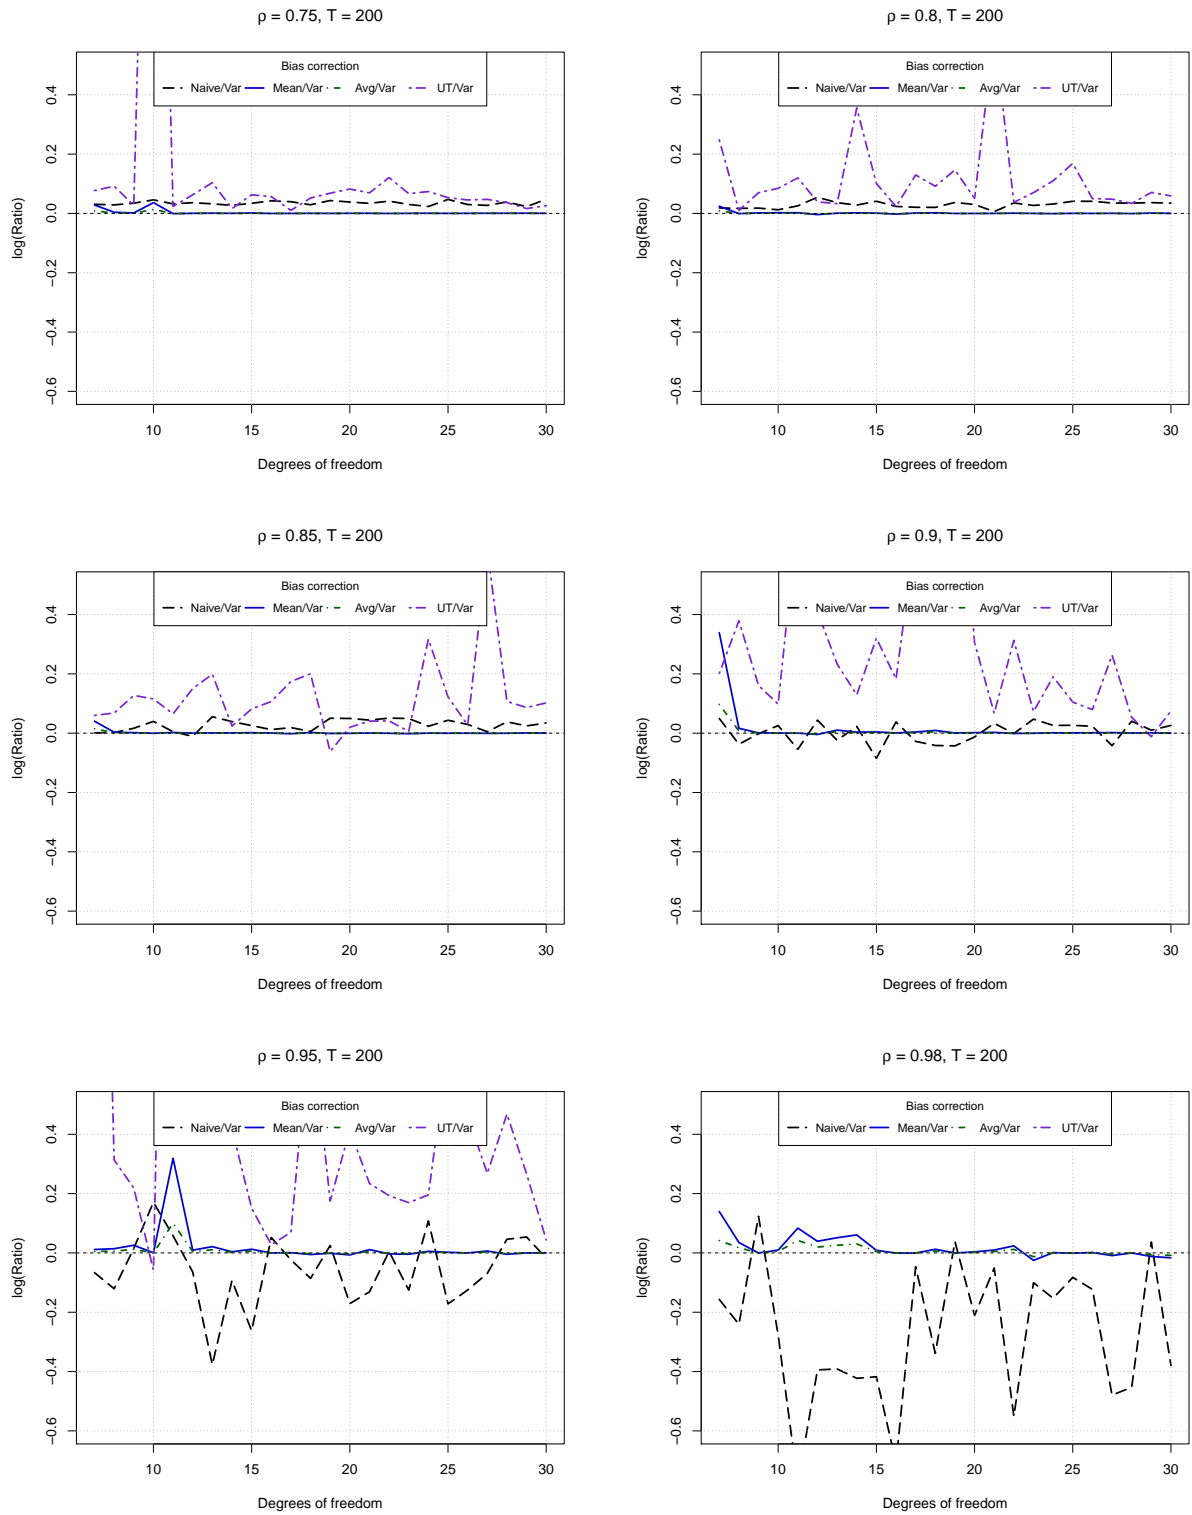 ρ = 0.75, T = 200
Bias correction
Naive/Var Mean/Var Avg/Var UT/Var
log(Ratio)
0.4
0.2
0.0
−0.2
−0.4
−0.6
10 15 20 25 30
Degrees of freedom
ρ = 0.8, T = 200
Bias correction
Naive/Var Mean/Var Avg/Var UT/Var
log(Ratio)
0.4
0.2
0.0
−0.2
−0.4
−0.6
10 15 20 25 30
Degrees of freedom
ρ = 0.85, T = 200
Bias correction
Naive/Var Mean/Var Avg/Var UT/Var
log(Ratio)
0.4
0.2
0.0
−0.2
−0.4
−0.6
10 15 20 25 30
Degrees of freedom
ρ = 0.9, T = 200
Bias correction
Naive/Var Mean/Var Avg/Var UT/Var
log(Ratio)
0.4
0.2
0.0
−0.2
−0.4
−0.6
10 15 20 25 30
Degrees of freedom
ρ = 0.95, T = 200
Bias correction
Naive/Var Mean/Var Avg/Var UT/Var
log(Ratio)
0.4
0.2
0.0
−0.2
−0.4
−0.6
10 15 20 25 30
Degrees of freedom
ρ = 0.98, T = 200
Bias correction
Naive/Var Mean/Var Avg/Var UT/Var
log(Ratio)
0.4
0.2
0.0
−0.2
−0.4
−0.6
10 15 20 25 30
Degrees of freedom